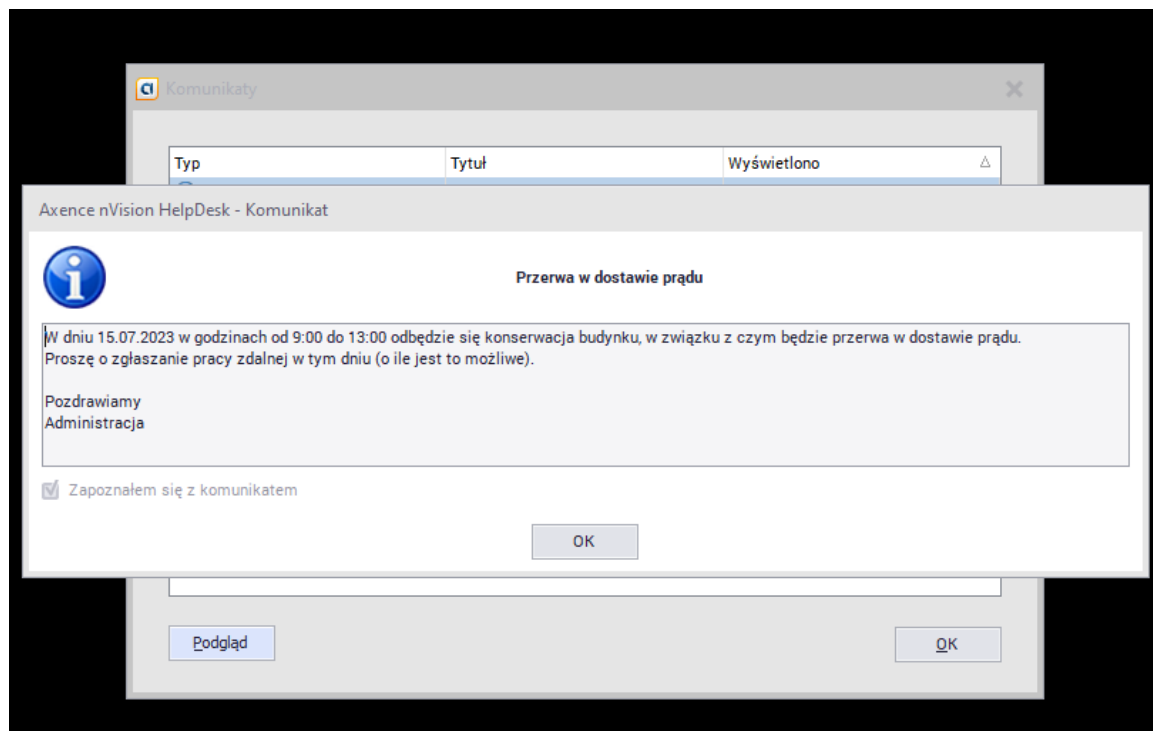 Komunikaty
Typ Tytuł Wyświetlono
Axence nVision HelpDesk - Komunikat
Przerwa w dostawie prądu
W dniu 15.07.2023 w godzinach od 9:00 do 13:00 odbędzie się konserwacja budynku, w związku z czym będzie przerwa w dostawie prądu.
Proszę o zgłaszanie pracy zdalnej w tym dniu (o ile jest to możliwe).
Pozdrawiamy
Administracja
Zapoznałem się z komunikatem
OK
Podgląd OK